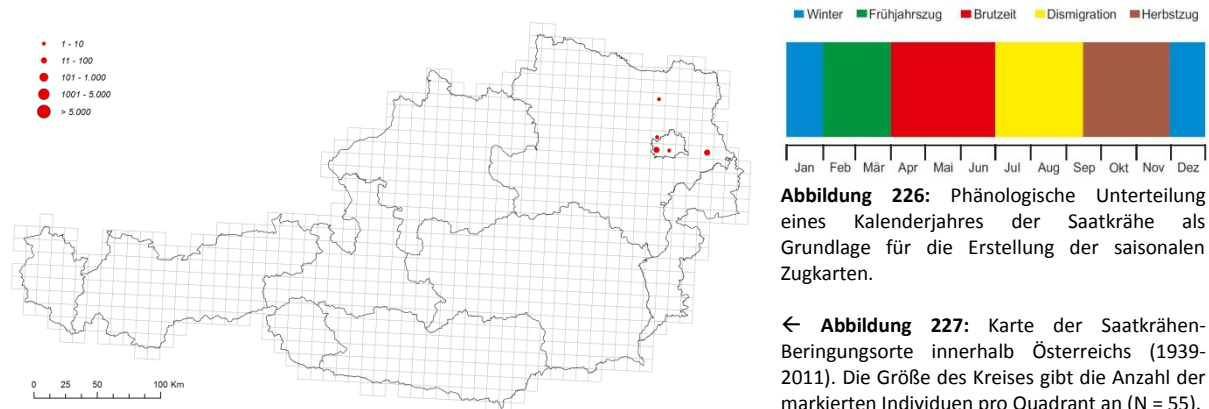 1 - 10
11 - 100
101 - 1.000
1001 - 5.000
> 5.000
0 25 50 100 Km
Winter Frühjahrszug Brutzeit Dismigration Herbstzug
Jan Feb Mär Apr Mai Jun Jul Aug Sep Okt Nov Dez
Abbildung 226: Phänologische Unterteilung
eines Kalenderjahres der Saatkrähe als
Grundlage für die Erstellung der saisonalen
Zugkarten.
← Abbildung 227: Karte der Saatkrähen-
Beringungsorte innerhalb Österreichs (1939-
2011). Die Größe des Kreises gibt die Anzahl der
markierten Individuen pro Quadrant an (N = 55).